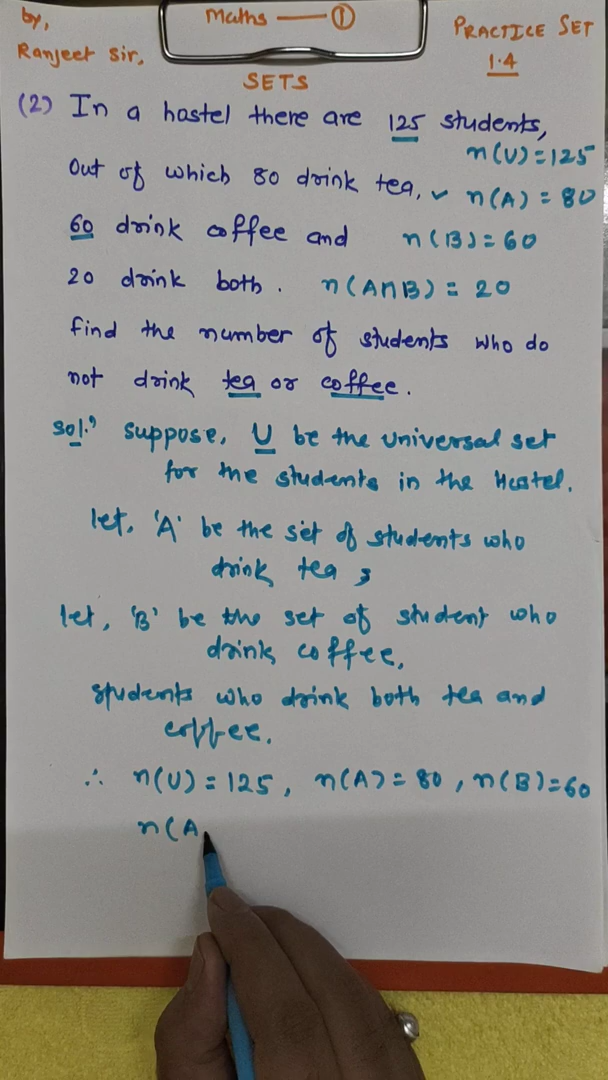 by,
Ranjeet Sir,
Maths — ①
PRACTICE SET
1.4
SETS
(2) In a hostel there are 125 students,
n(U) = 125
Out of which 80 drink tea, ✓ n(A) = 80
60 drink coffee and n(B) = 60
20 drink both. n(A∩B) = 20
Find the number of students who do
not drink tea or coffee.
Sol.ⁿ Suppose, U be the universal set
for the students in the Hostel.
let, 'A' be the set of students who
drink tea,
let, 'B' be the set of student who
drink coffee,
students who drink both tea and
coffee.
∴ n(U) = 125, n(A) = 80, n(B) = 60
n(A